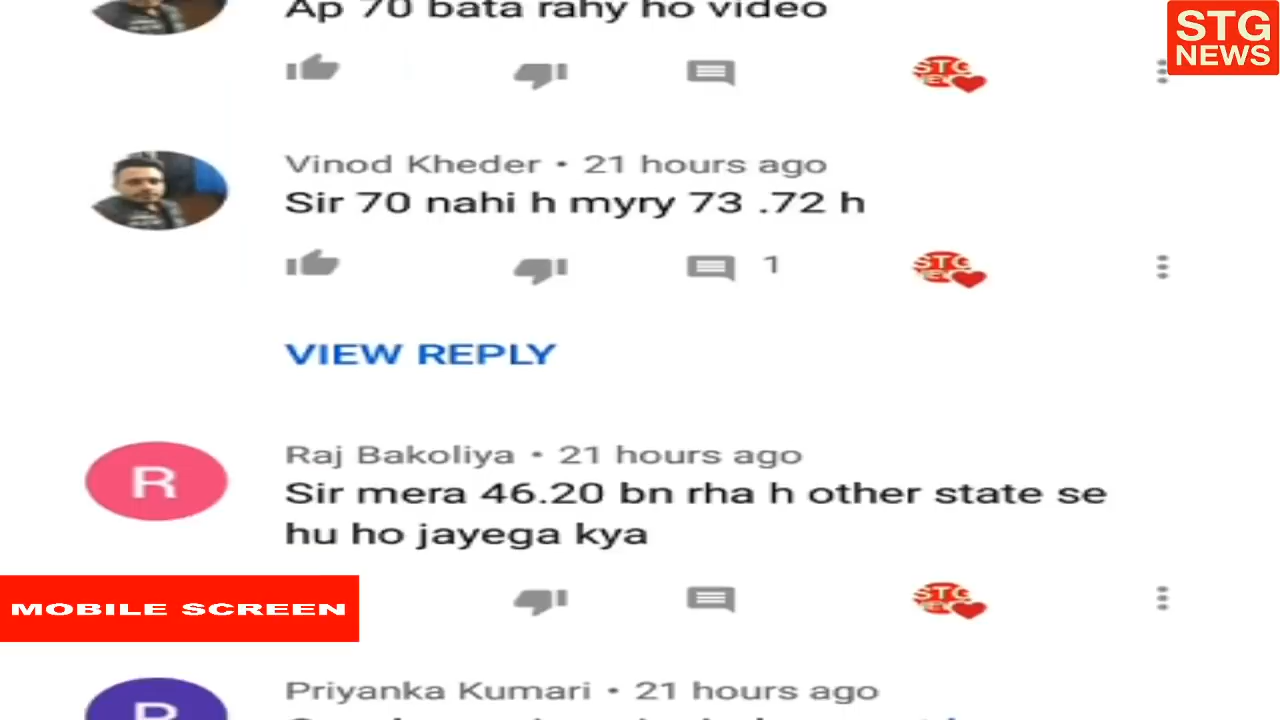 Ap 70 bata rahy ho video
STG
NEWS
Vinod Kheder • 21 hours ago
Sir 70 nahi h myry 73 .72 h
1
VIEW REPLY
R
Raj Bakoliya • 21 hours ago
Sir mera 46.20 bn rha h other state se
hu ho jayega kya
MOBILE SCREEN
Priyanka Kumari • 21 hours ago